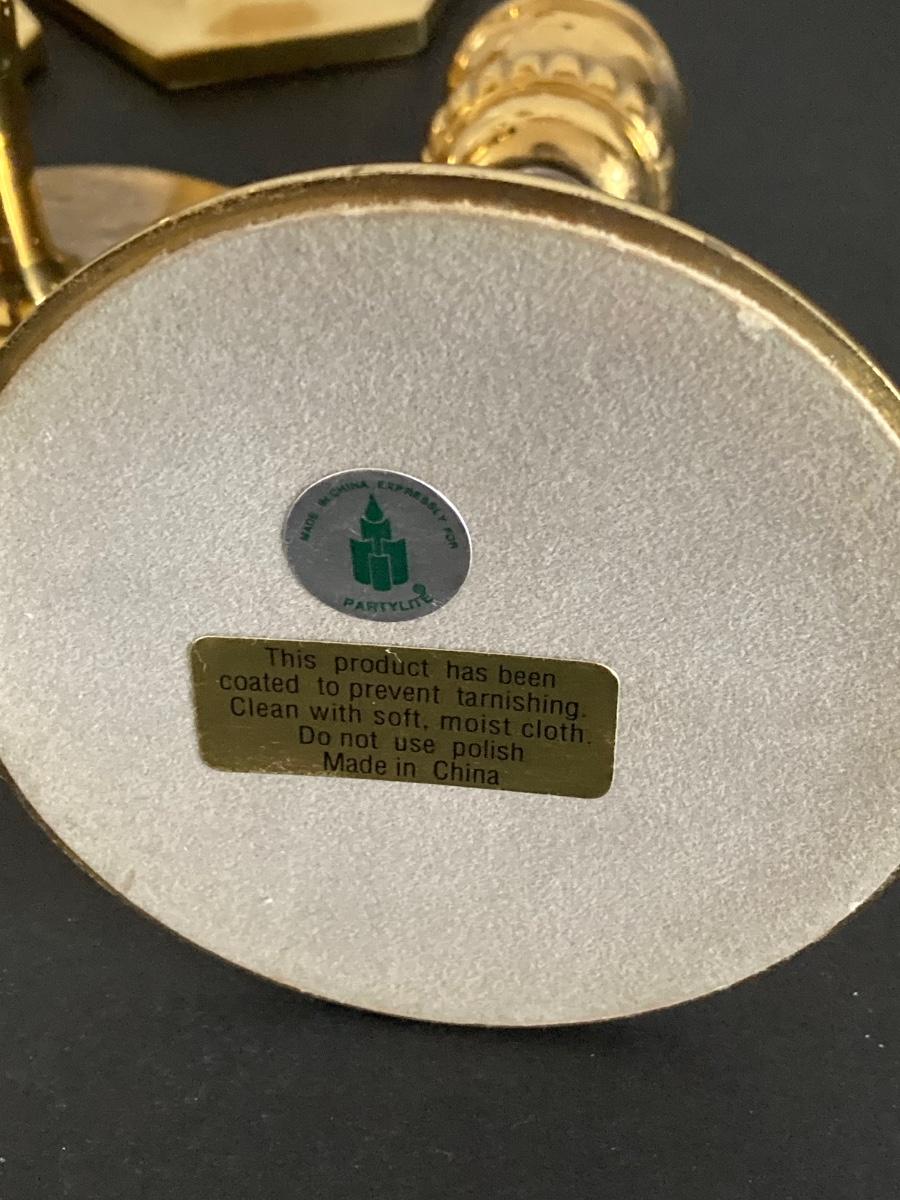 MADE IN CHINA EXPRESSLY FOR
PARTYLITE
This product has been
coated to prevent tarnishing.
Clean with soft, moist cloth.
Do not use polish
Made in China